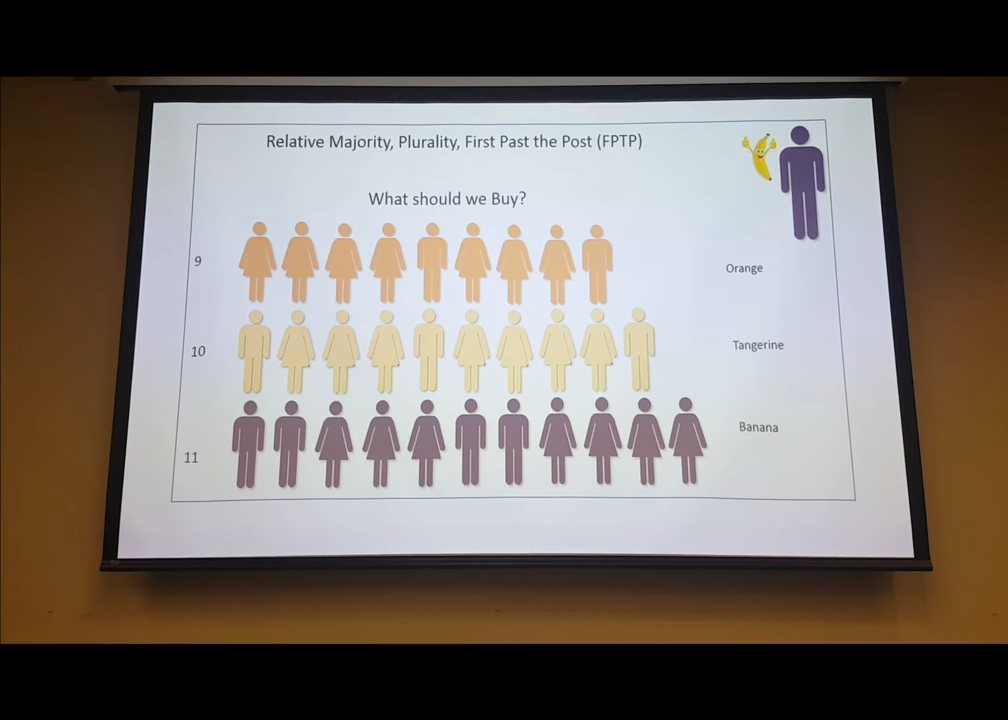 Relative Majority, Plurality, First Past the Post (FPTP)
What should we Buy?
9
Orange
10
Tangerine
11
Banana